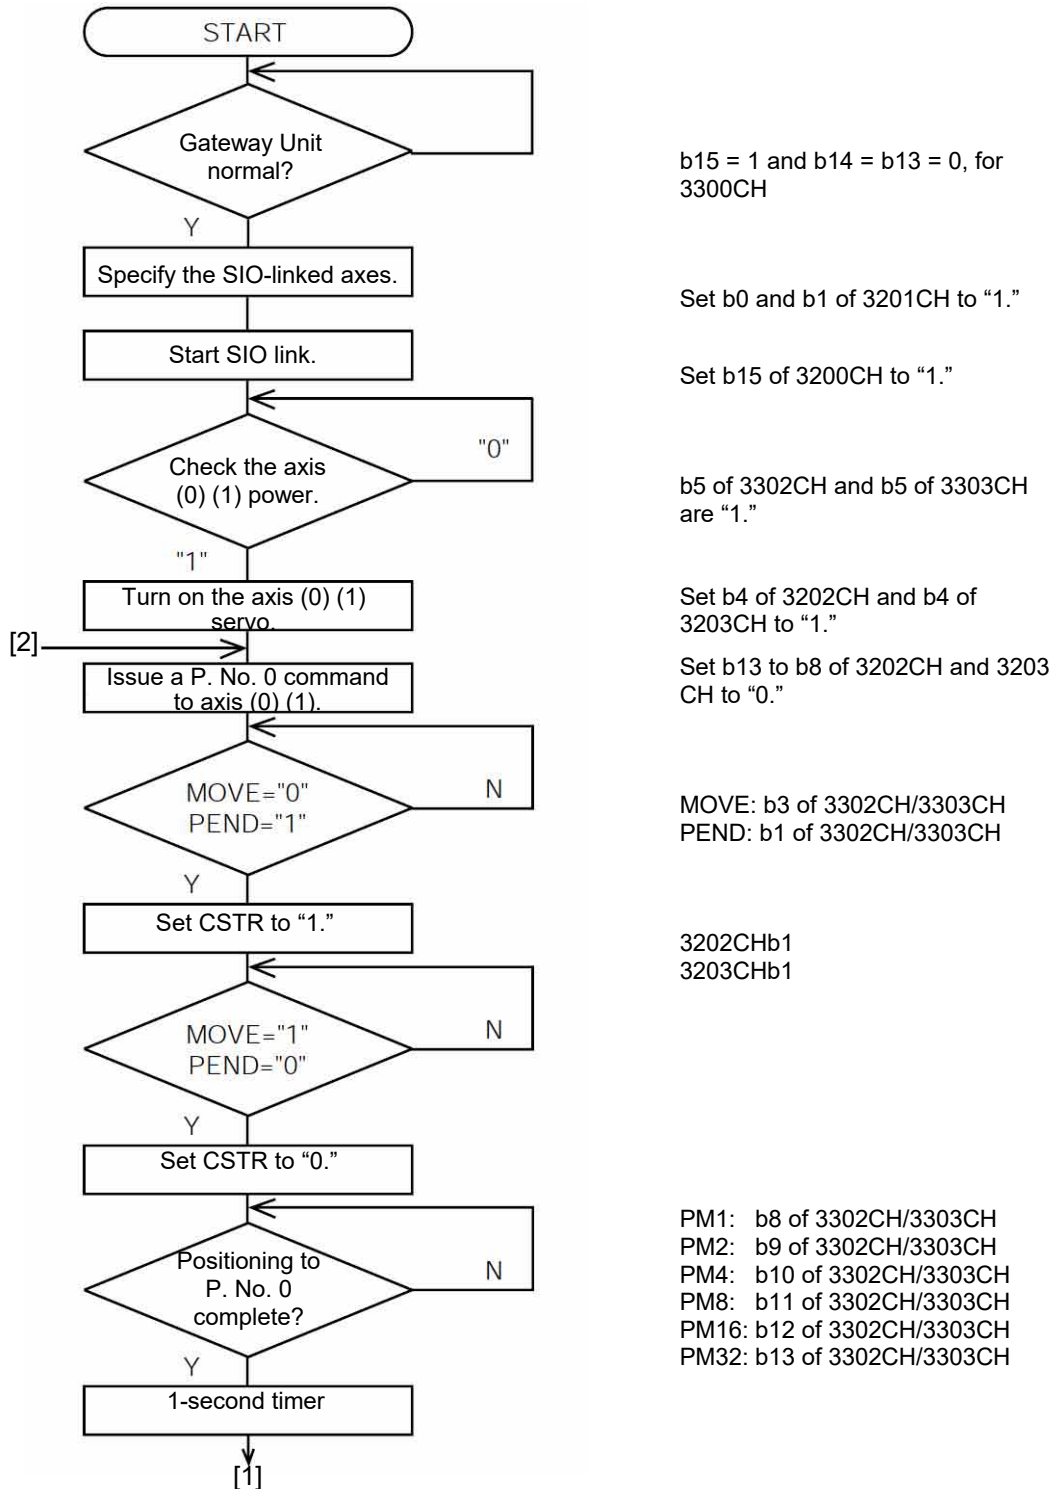 START
Gateway Unit
normal?
b15 = 1 and b14 = b13 = 0, for
3300CH
Y
Specify the SIO-linked axes.
Set b0 and b1 of 3201CH to “1.”
Start SIO link.
Set b15 of 3200CH to “1.”
"0"
Check the axis
(0) (1) power.
b5 of 3302CH and b5 of 3303CH
are “1.”
"1"
Turn on the axis (0) (1)
servo.
Set b4 of 3202CH and b4 of
3203CH to “1.”
[2]
Issue a P. No. 0 command
to axis (0) (1).
Set b13 to b8 of 3202CH and 3203
CH to “0.”
MOVE="0"
PEND="1"
N
MOVE: b3 of 3302CH/3303CH
PEND: b1 of 3302CH/3303CH
Y
Set CSTR to “1.”
3202CHb1
3203CHb1
MOVE="1"
PEND="0"
N
Y
Set CSTR to “0.”
Positioning to
P. No. 0
complete?
N
PM1: b8 of 3302CH/3303CH
PM2: b9 of 3302CH/3303CH
PM4: b10 of 3302CH/3303CH
PM8: b11 of 3302CH/3303CH
PM16: b12 of 3302CH/3303CH
PM32: b13 of 3302CH/3303CH
Y
1-second timer
[1]